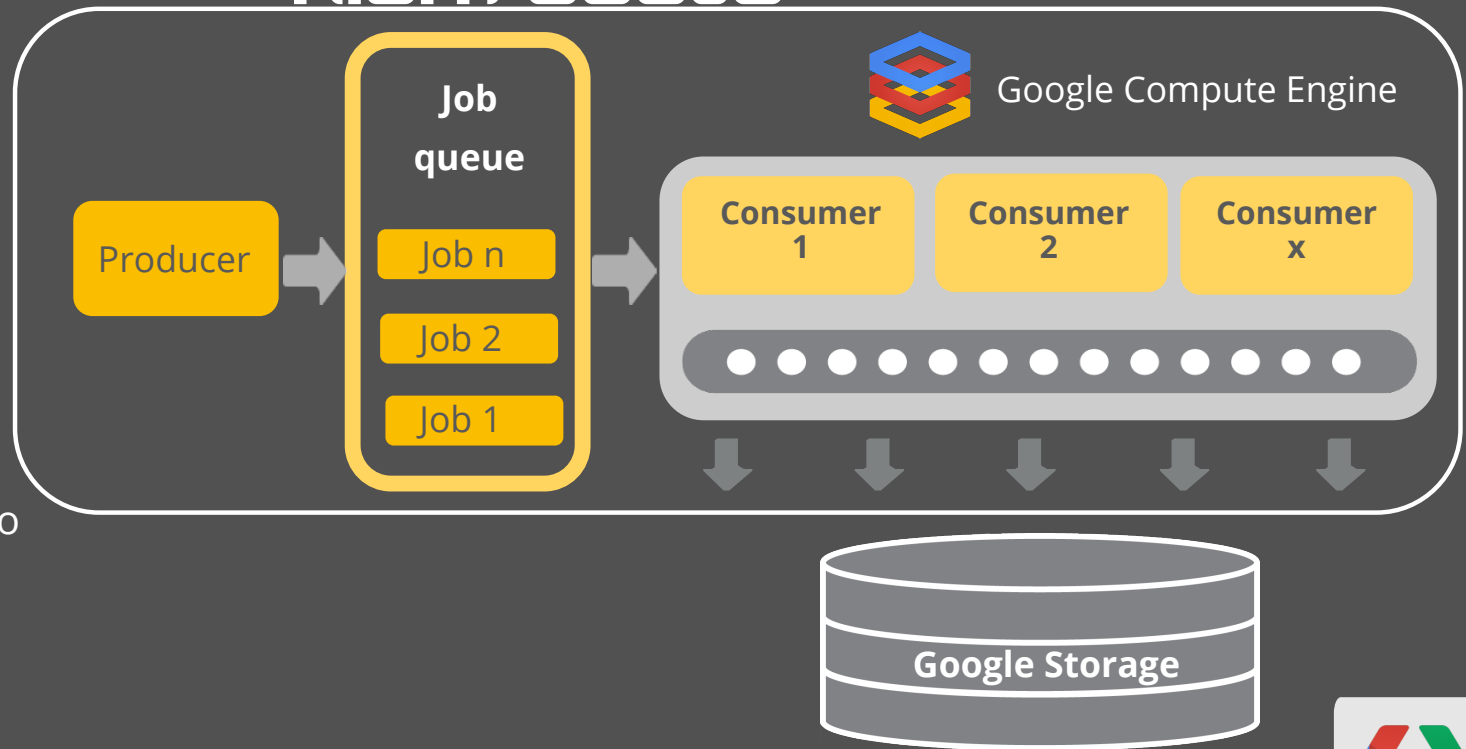 Google Compute Engine
Job
queue
Producer
Job n
Job 2
Job 1
Consumer
1
Consumer
2
Consumer
x
o
Google Storage